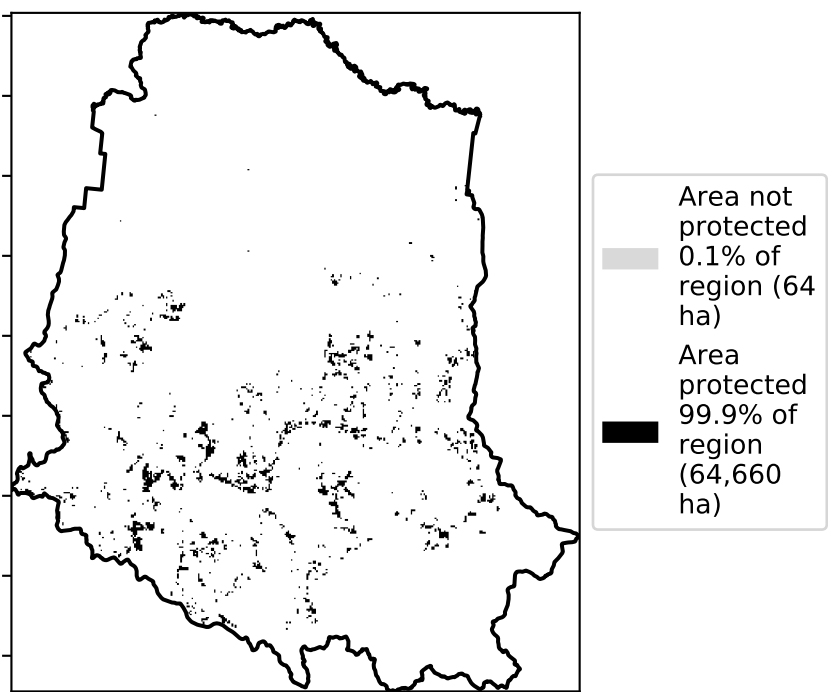 Area not
protected
0.1% of
region (64
ha)
Area
protected
99.9% of
region
(64,660
ha)